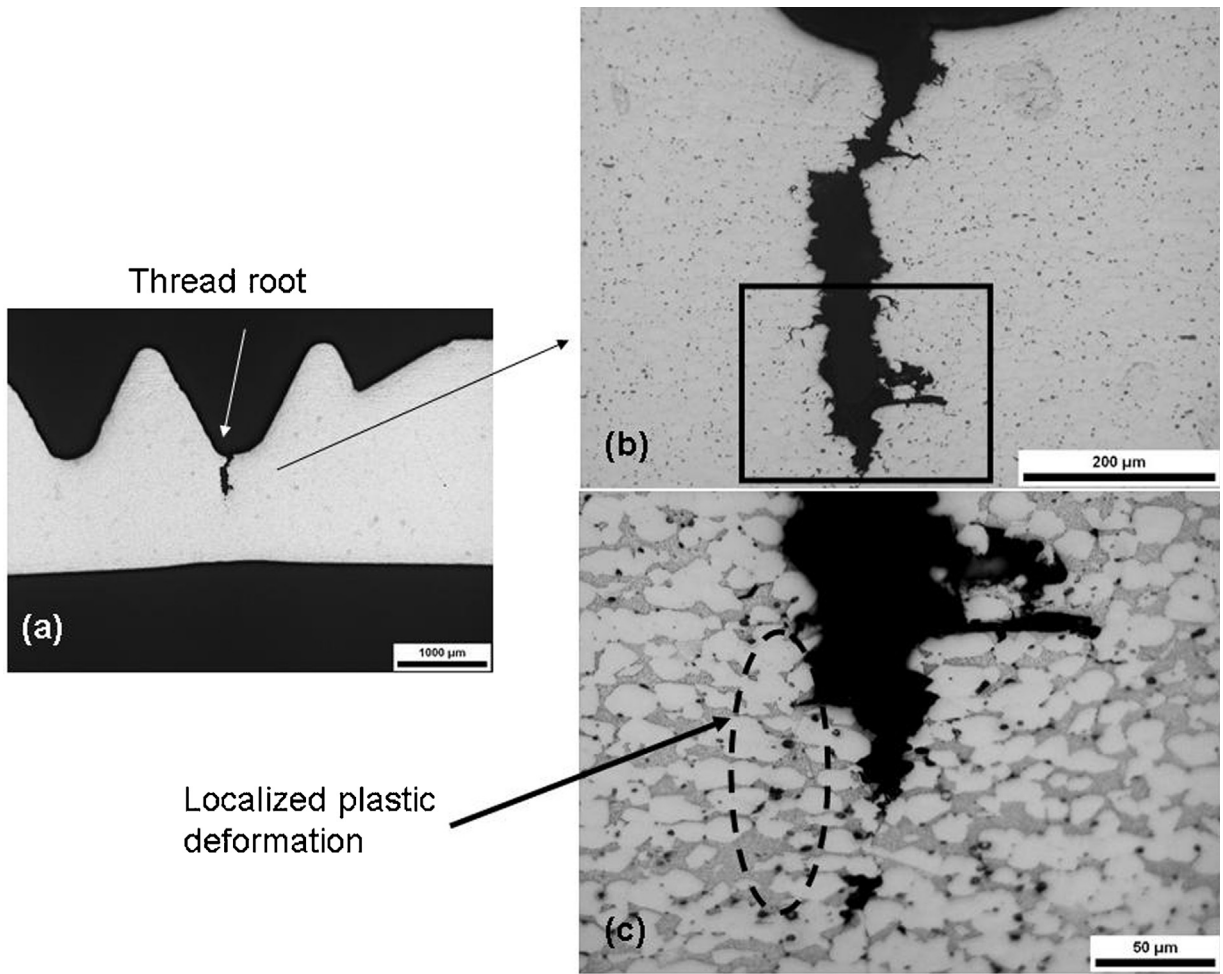 Thread root
(a)
1000 µm
(b)
200 µm
Localized plastic
deformation
(c)
50 µm